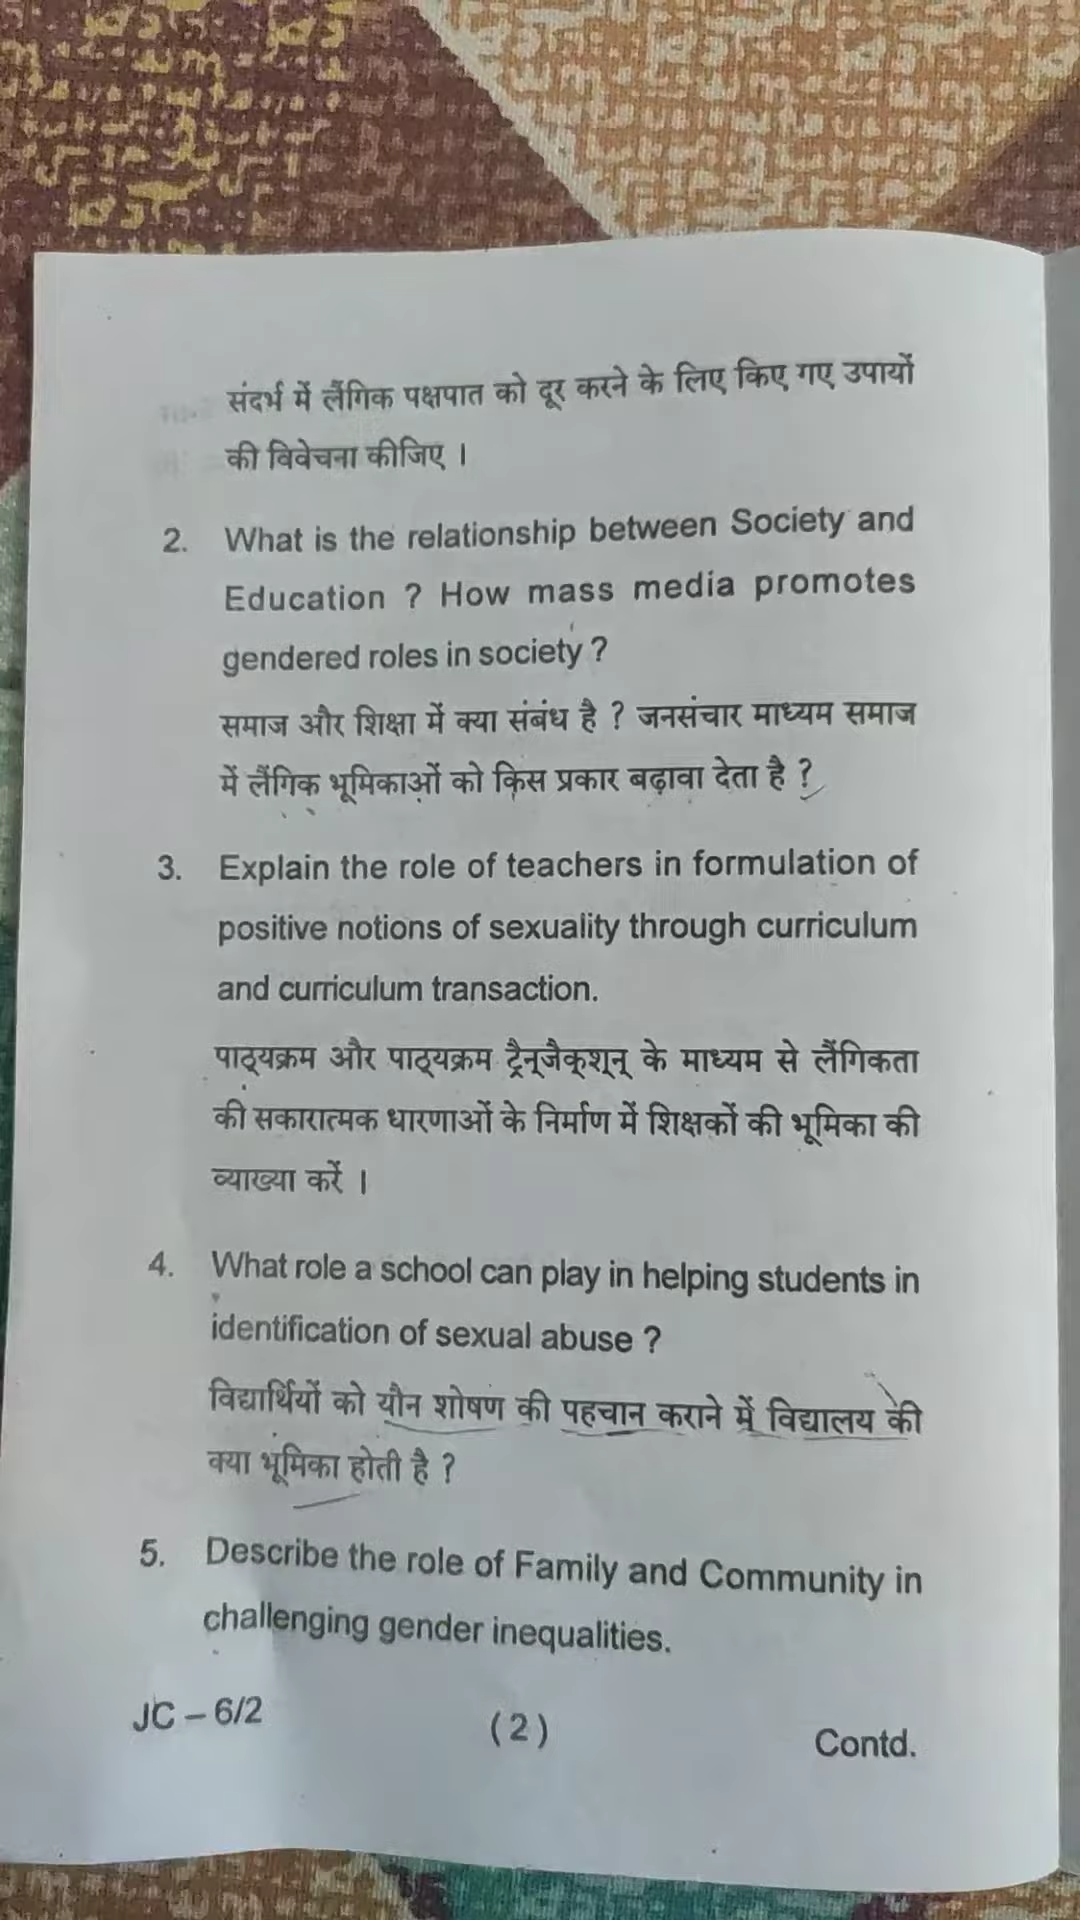 संदर्भ में लैंगिक पक्षपात को दूर करने के लिए किए गए उपायों
की विवेचना कीजिए ।
2. What is the relationship between Society and
Education ? How mass media promotes
gendered roles in society ?
समाज और शिक्षा में क्या संबंध है ? जनसंचार माध्यम समाज
में लैंगिक भूमिकाओं को किस प्रकार बढ़ावा देता है ?
3. Explain the role of teachers in formulation of
positive notions of sexuality through curriculum
and curriculum transaction.
पाठ्यक्रम और पाठ्यक्रम ट्रैन्जैक्शन् के माध्यम से लैंगिकता
की सकारात्मक धारणाओं के निर्माण में शिक्षकों की भूमिका की
व्याख्या करें ।
4. What role a school can play in helping students in
identification of sexual abuse ?
विद्यार्थियों को यौन शोषण की पहचान कराने में विद्यालय की
क्या भूमिका होती है ?
5. Describe the role of Family and Community in
challenging gender inequalities.
JC – 6/2 (2) Contd.